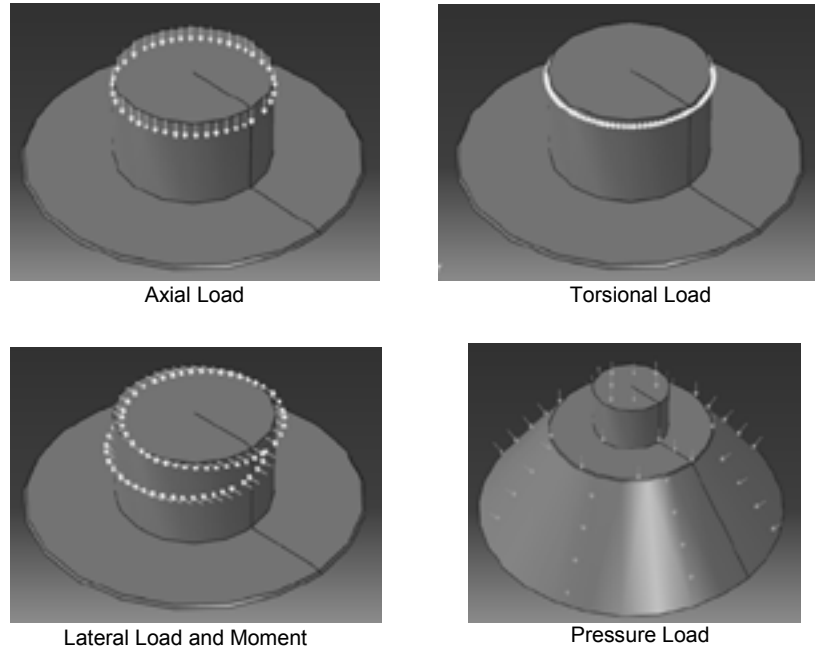 Axial Load
Torsional Load
Lateral Load and Moment
Pressure Load